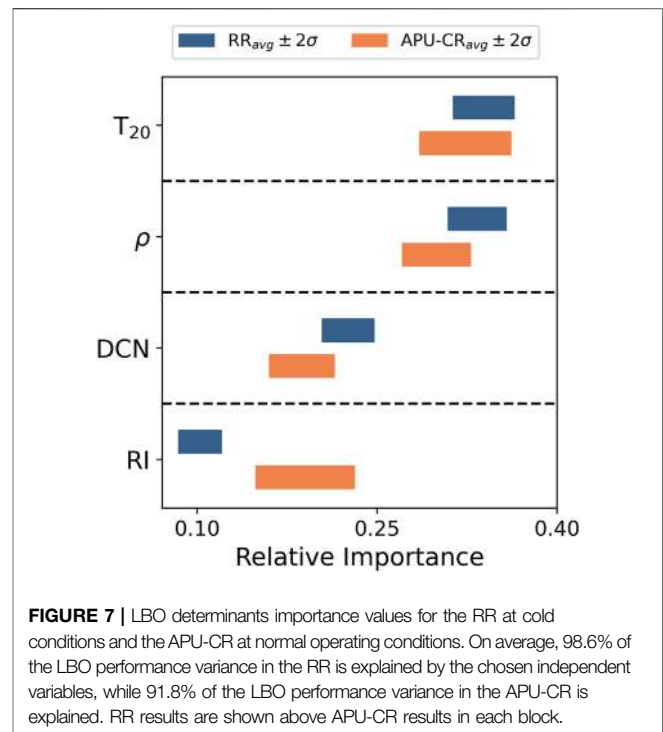 RRavg ± 2σ APU-CRavg ± 2σ
T20
ρ
DCN
RI
0.10 0.25 0.40
Relative Importance
FIGURE 7 | LBO determinants importance values for the RR at cold
conditions and the APU-CR at normal operating conditions. On average, 98.6% of
the LBO performance variance in the RR is explained by the chosen independent
variables, while 91.8% of the LBO performance variance in the APU-CR is
explained. RR results are shown above APU-CR results in each block.